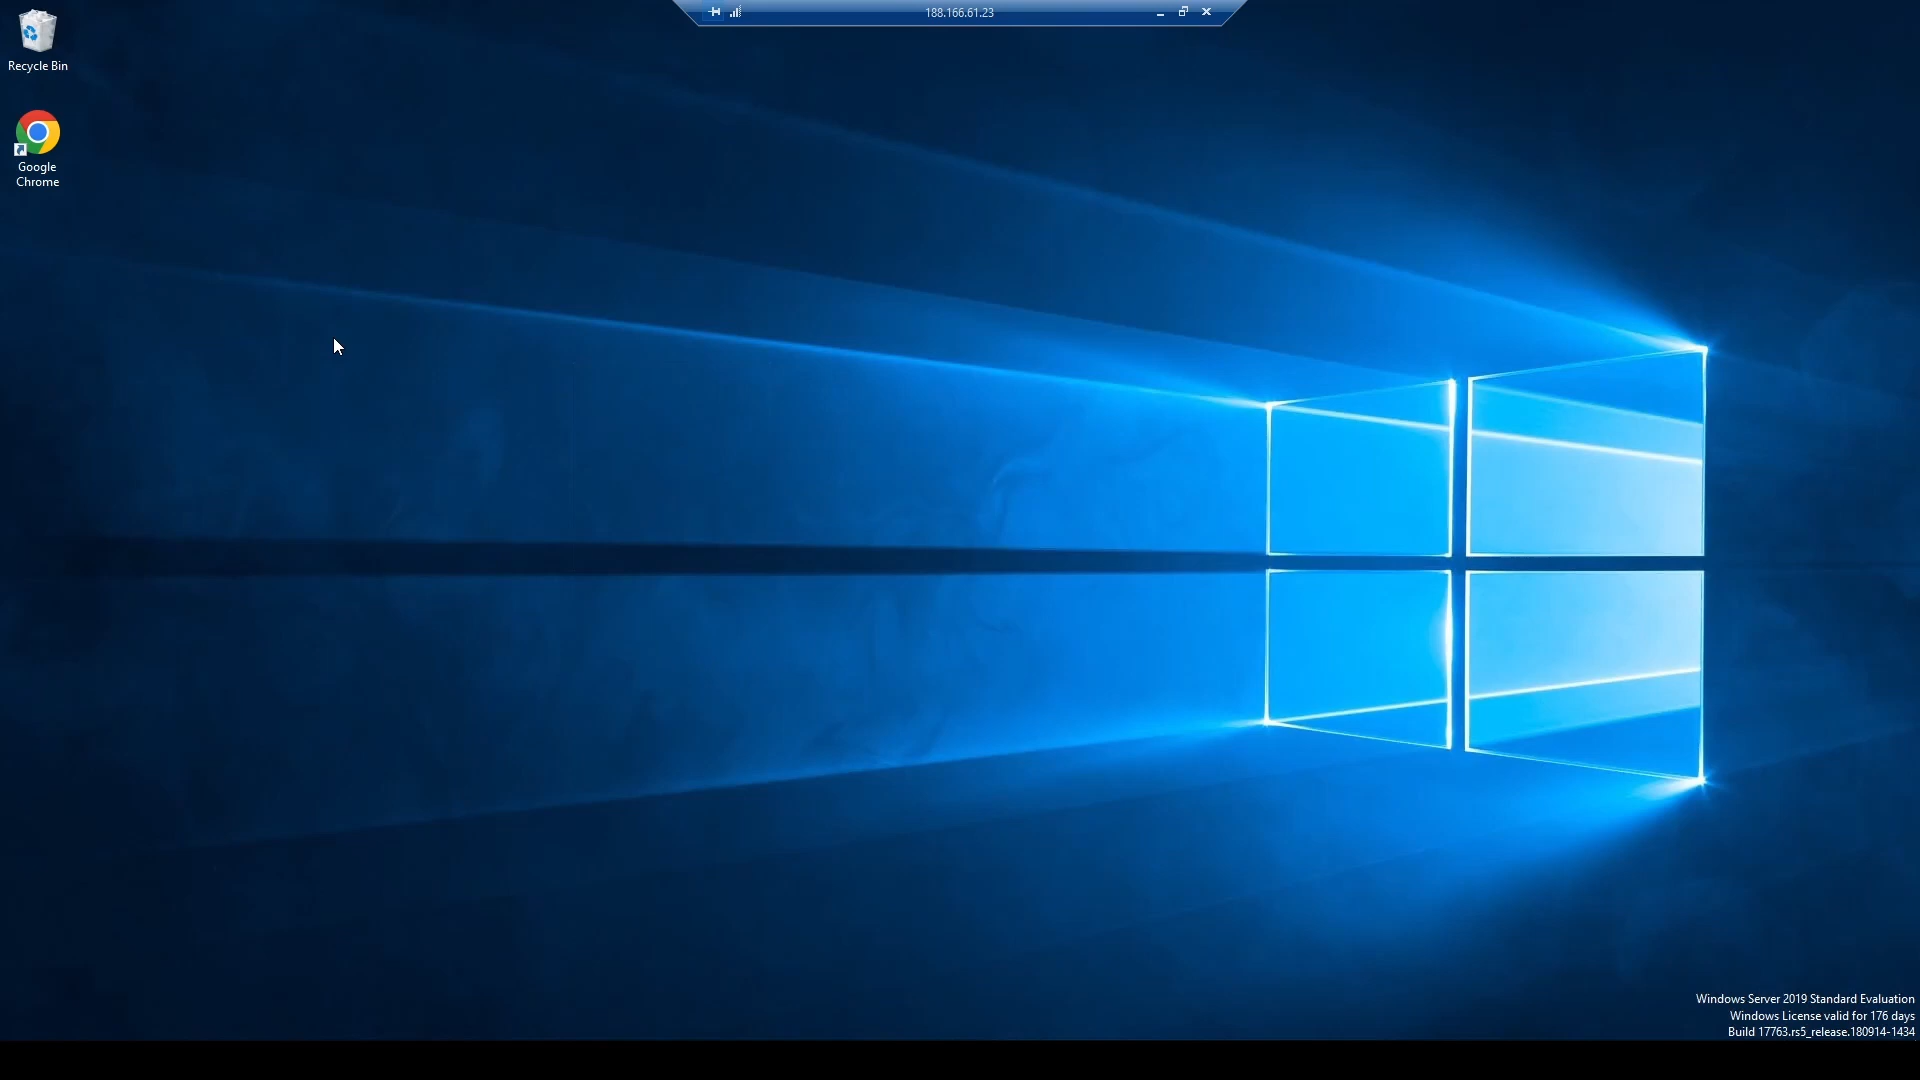 188.166.61.23
Recycle Bin
Google
Chrome
Windows Server 2019 Standard Evaluation
Windows License valid for 176 days
Build 17763.rs5_release.180914-1434